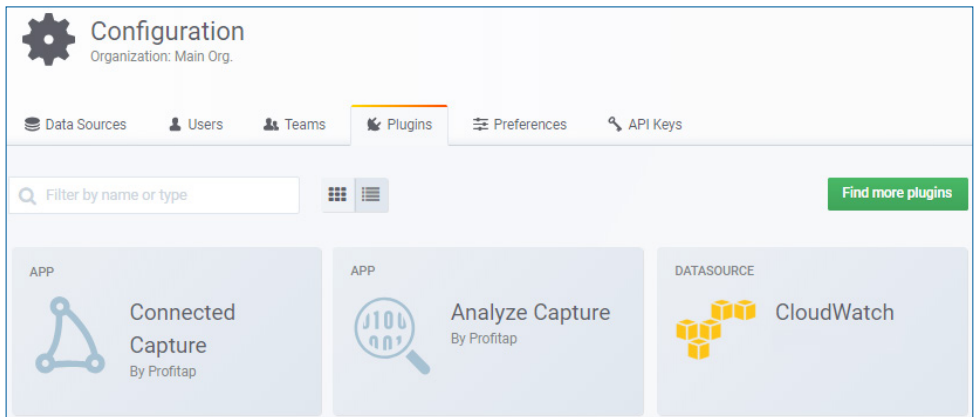 Configuration
Organization: Main Org.
Data Sources Users Teams Plugins Preferences API Keys
Filter by name or type
Find more plugins
APP
Connected
Capture
By Profitap
APP
Analyze Capture
By Profitap
DATASOURCE
CloudWatch